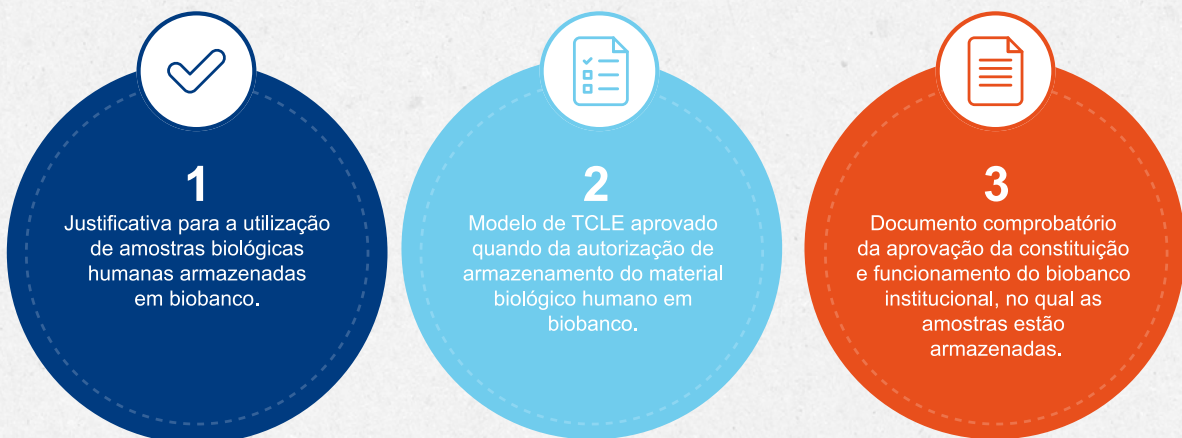 1
Justificativa para a utilização
de amostras biológicas
humanas armazenadas
em biobanco.
2
Modelo de TCLE aprovado
quando da autorização de
armazenamento do material
biológico humano em
biobanco.
3
Documento comprobatório
da aprovação da constituição
e funcionamento do biobanco
institucional, no qual as
amostras estão
armazenadas.